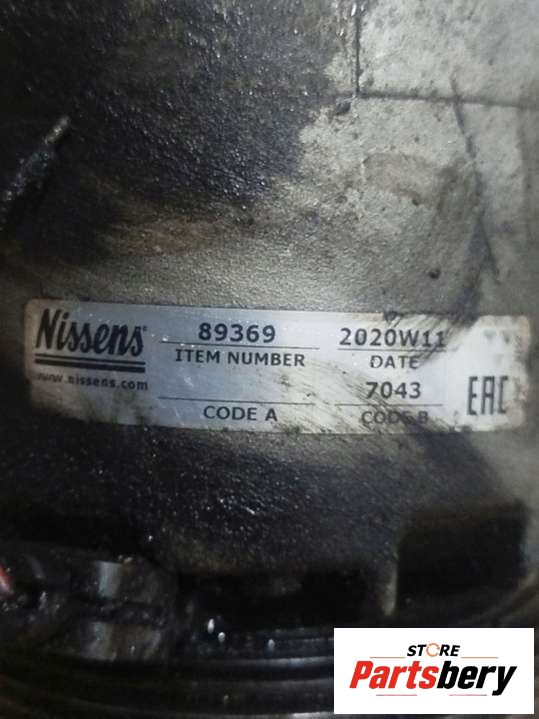 Nissens® 89369 2020W11
ITEM NUMBER DATE
www.nissens.com 7043
CODE A CODE B
EAC
STORE
Partsbery